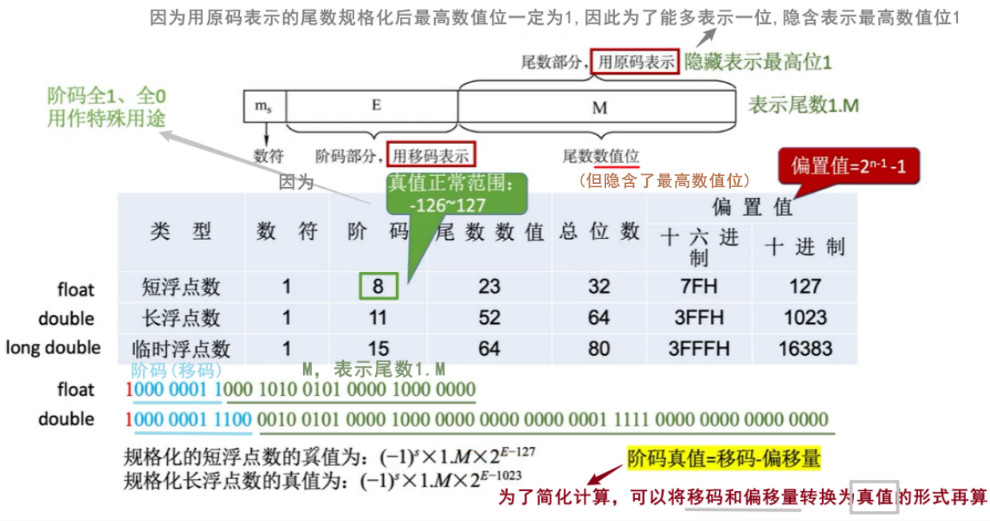 因为用原码表示的尾数规格化后最高数值位一定为1,因此为了能多表示一位,隐含表示最高数值位1
尾数部分，用原码表示 隐藏表示最高位1
阶码全1、全0
用作特殊用途
mₛ E M 表示尾数1.M
数符 阶码部分，用移码表示 尾数数值位
因为 (但隐含了最高数值位)
偏置值=2ⁿ⁻¹ -1
真值正常范围：
-126~127
类 型 数 符 阶 码 尾数数值 总位数 偏置值
十六进制 十进制
float 短浮点数 1 8 23 32 7FH 127
double 长浮点数 1 11 52 64 3FFH 1023
long double 临时浮点数 1 15 64 80 3FFFH 16383
阶码(移码) M，表示尾数1.M
float 1000 0001 1000 1010 0101 0000 1000 0000
double 1000 0001 1100 0010 0101 0000 1000 0000 0000 0000 0001 1111 0000 0000 0000 0000
规格化的短浮点数的真值为：(−1)ˢ×1.M×2ᴱ⁻¹²⁷ 阶码真值=移码-偏移量
规格化长浮点数的真值为：(−1)ˢ×1.M×2ᴱ⁻¹⁰²³
为了简化计算，可以将移码和偏移量转换为真值的形式再算